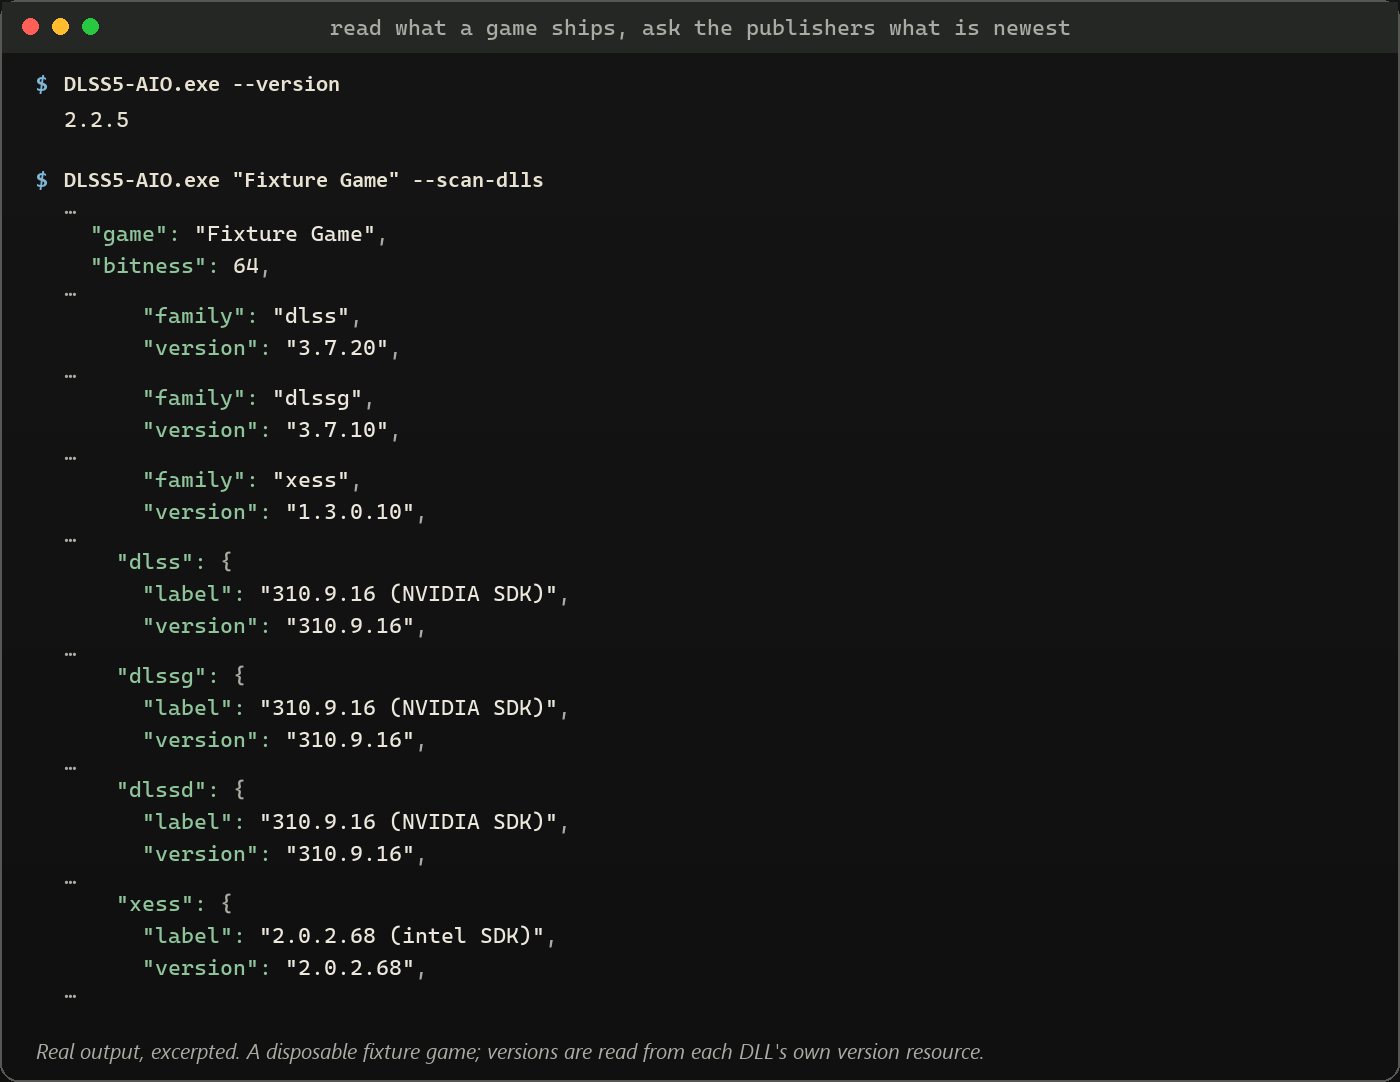 read what a game ships, ask the publishers what is newest
$ DLSS5-AIO.exe --version
2.2.5
$ DLSS5-AIO.exe "Fixture Game" --scan-dlls
…
"game": "Fixture Game",
"bitness": 64,
…
"family": "dlss",
"version": "3.7.20",
…
"family": "dlssg",
"version": "3.7.10",
…
"family": "xess",
"version": "1.3.0.10",
…
"dlss": {
"label": "310.9.16 (NVIDIA SDK)",
"version": "310.9.16",
…
"dlssg": {
"label": "310.9.16 (NVIDIA SDK)",
"version": "310.9.16",
…
"dlssd": {
"label": "310.9.16 (NVIDIA SDK)",
"version": "310.9.16",
…
"xess": {
"label": "2.0.2.68 (intel SDK)",
"version": "2.0.2.68",
…
Real output, excerpted. A disposable fixture game; versions are read from each DLL's own version resource.